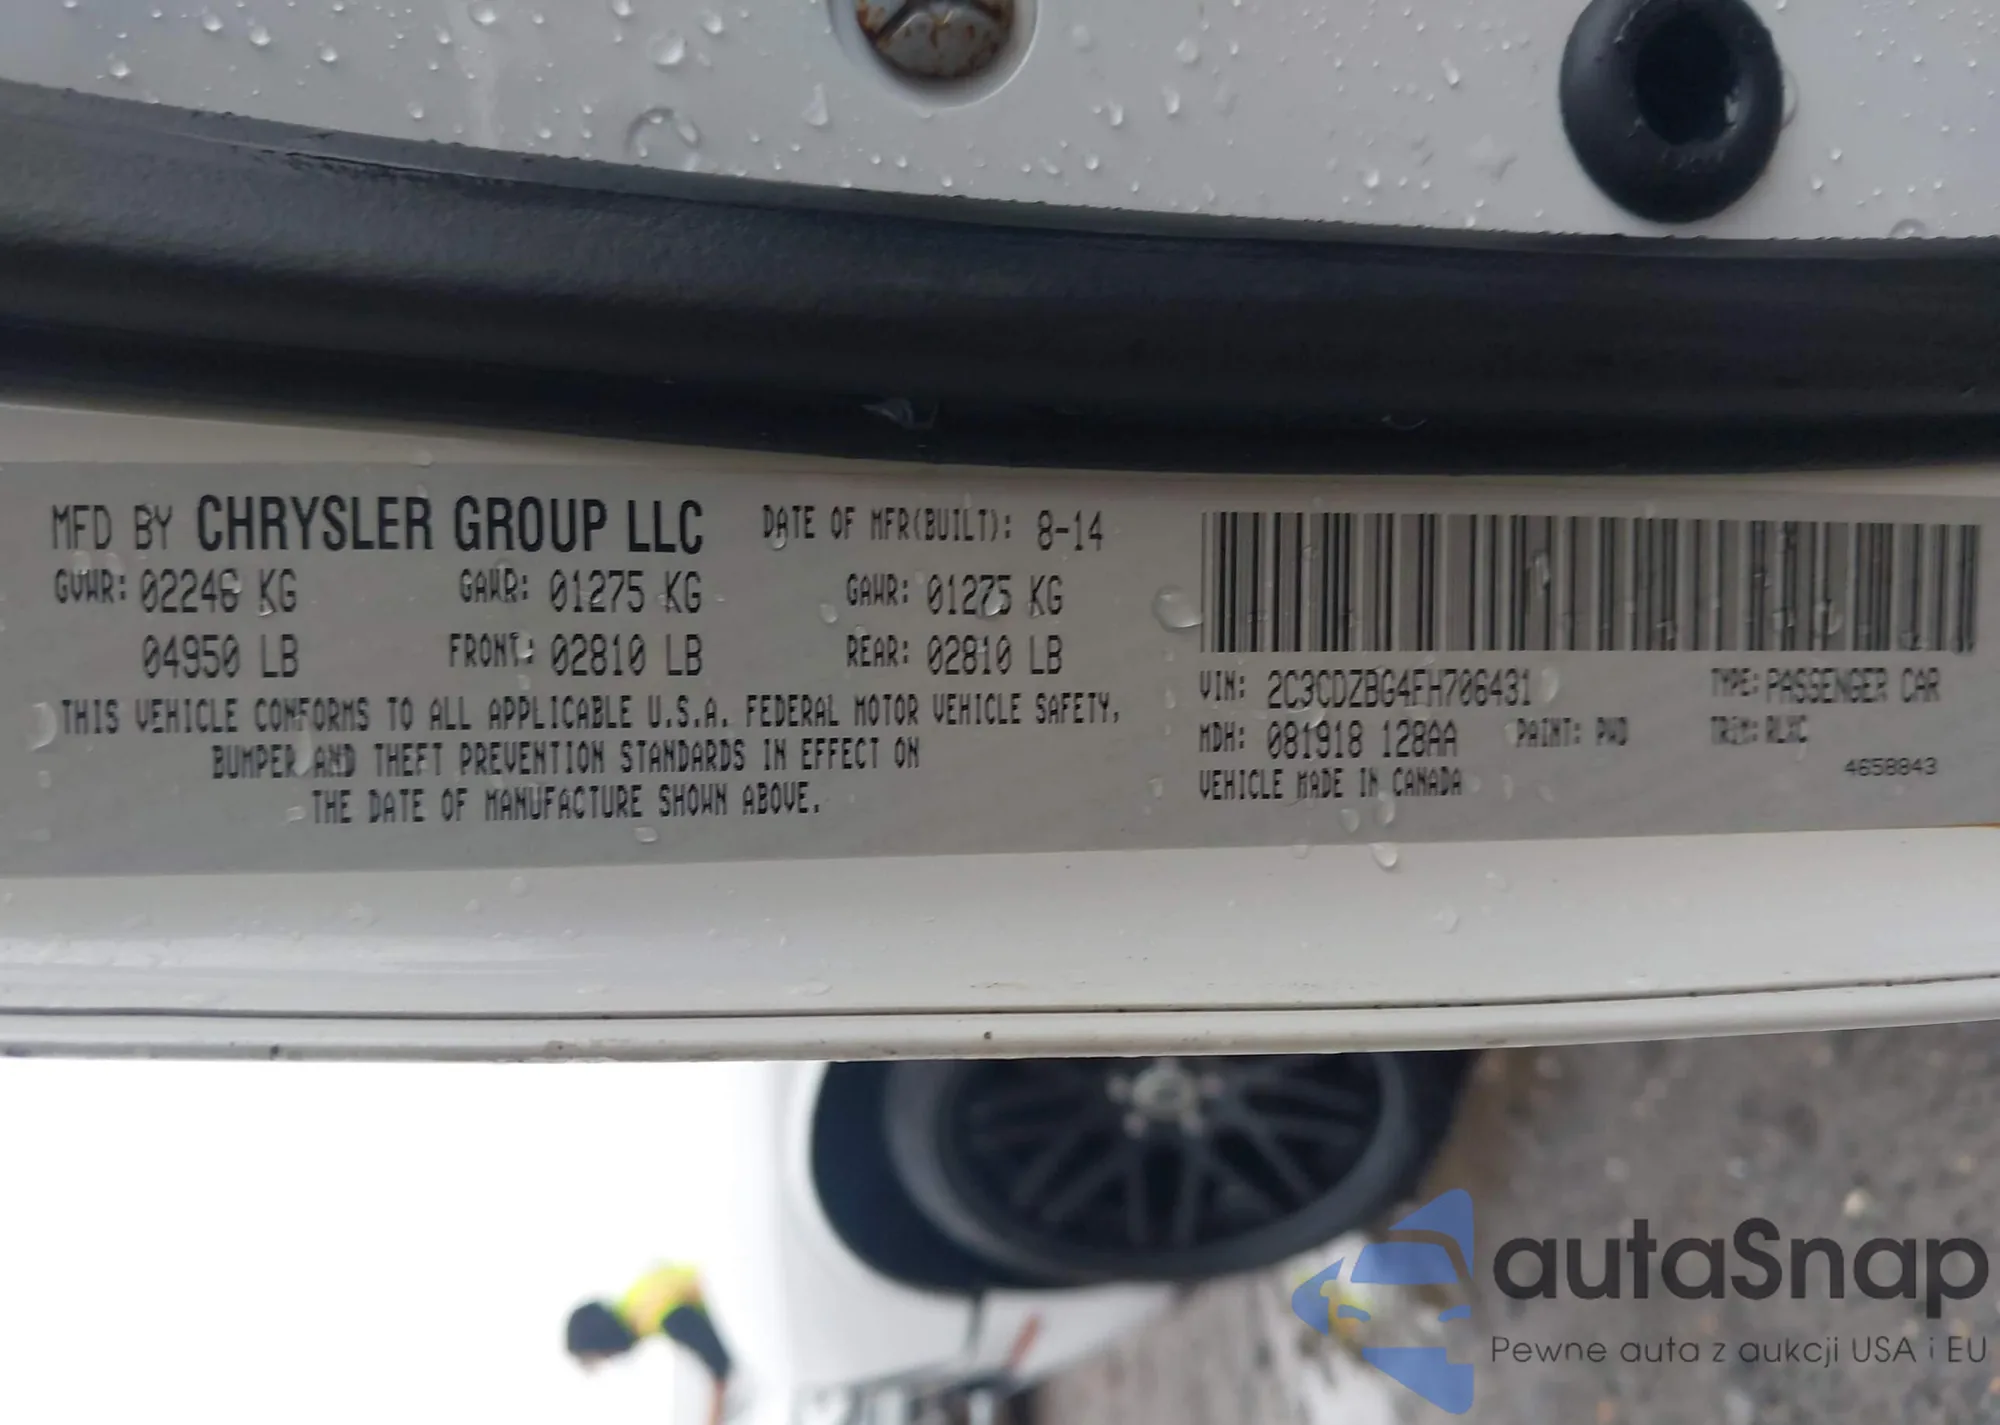 MFD BY CHRYSLER GROUP LLC DATE OF MFR(BUILT): 8-14
GVWR: 02246 KG GAWR: 01275 KG GAWR: 01275 KG
04950 LB FRONT: 02810 LB REAR: 02810 LB
THIS VEHICLE CONFORMS TO ALL APPLICABLE U.S.A. FEDERAL MOTOR VEHICLE SAFETY,
BUMPER AND THEFT PREVENTION STANDARDS IN EFFECT ON
THE DATE OF MANUFACTURE SHOWN ABOVE.
VIN: 2C3CDZBG4FH706431 TYPE: PASSENGER CAR
MDH: 081918 128AA PAINT: PWD TRIM: RLXC
VEHICLE MADE IN CANADA 4658843
autaSnap
Pewne auta z aukcji USA i EU